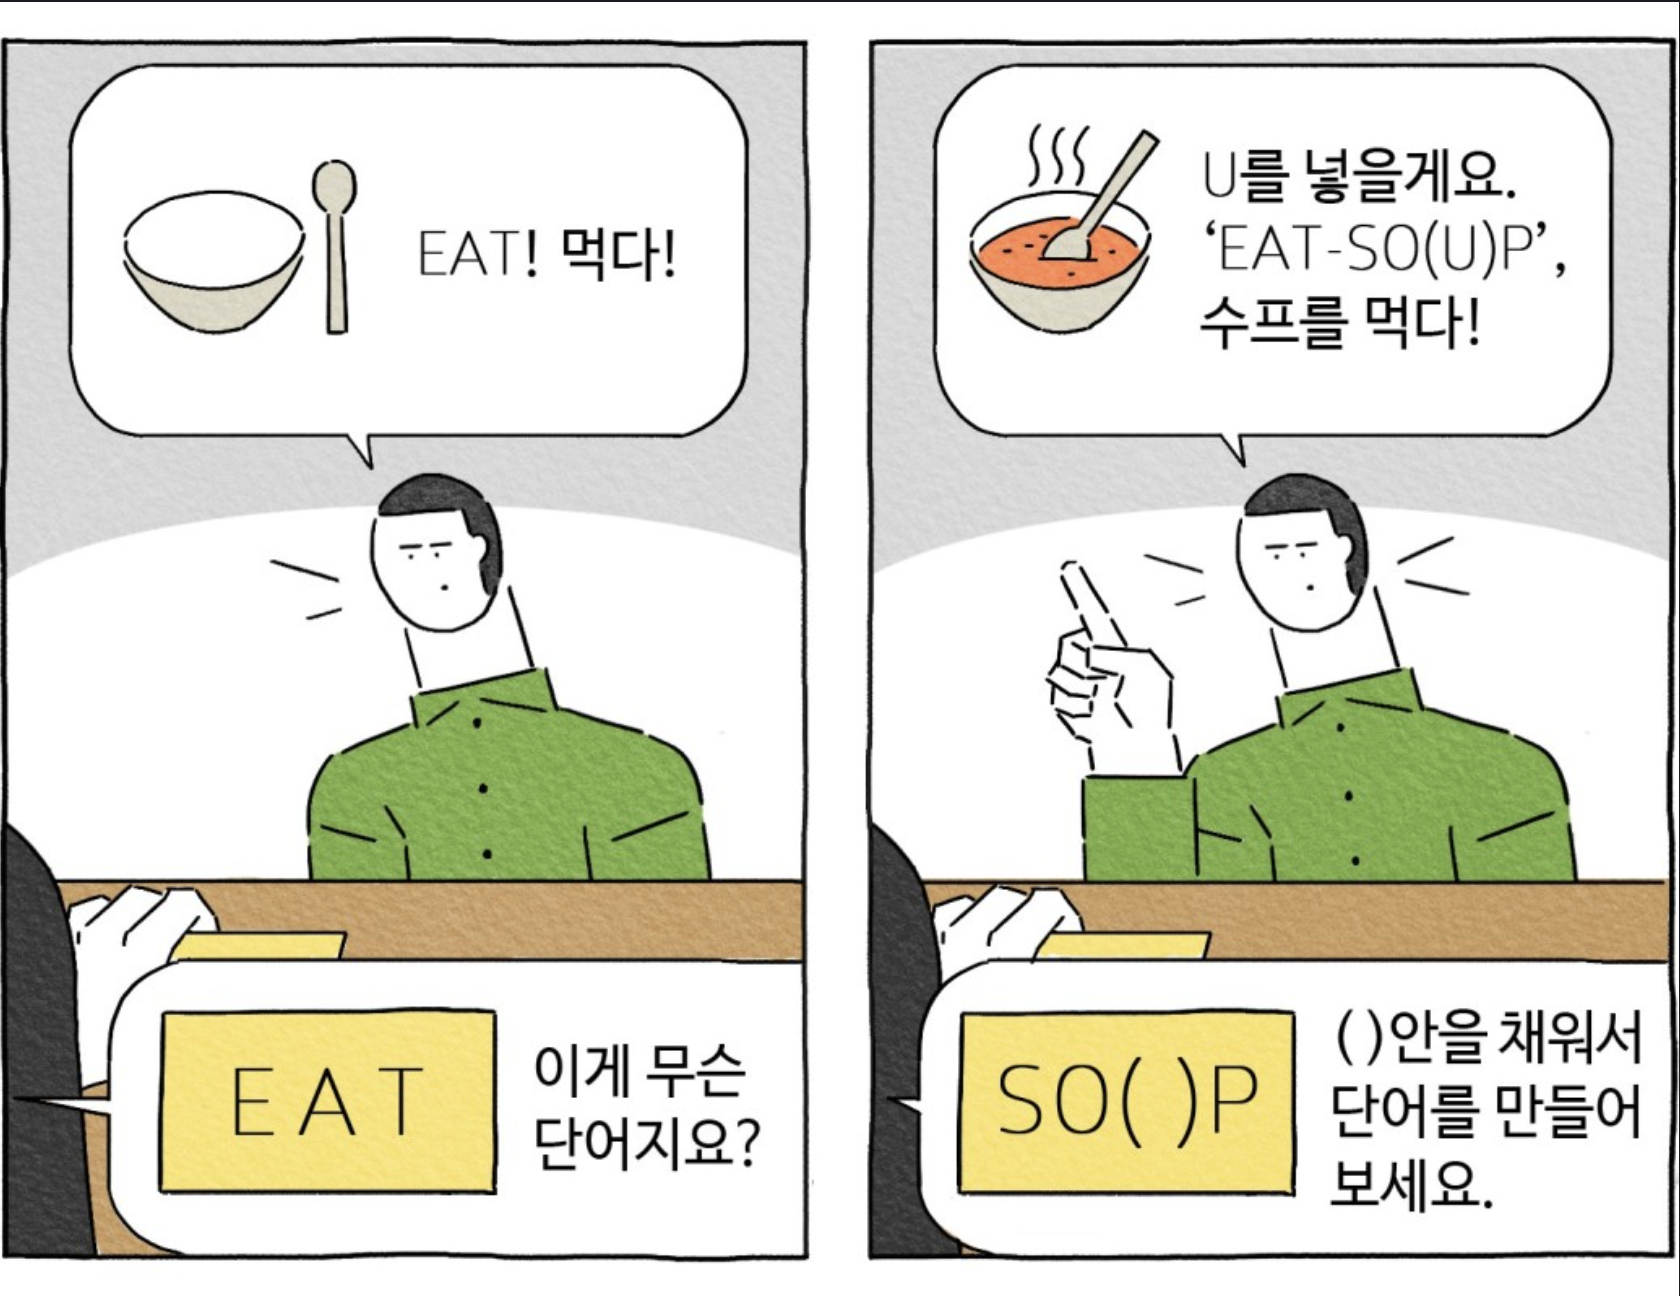 EAT! 먹다!
EAT
이게 무슨
단어지요?
U를 넣을게요.
‘EAT-SO(U)P’,
수프를 먹다!
SO( )P
( )안을 채워서
단어를 만들어
보세요.